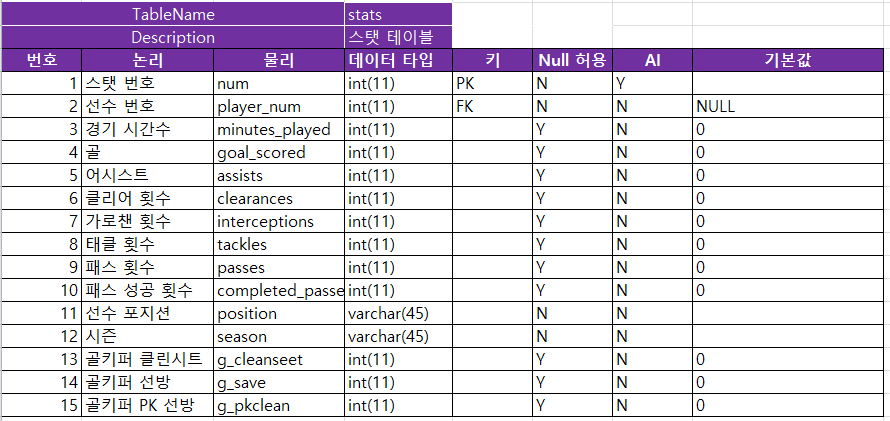 TableName stats
Description 스탯 테이블
번호 논리 물리 데이터 타입 키 Null 허용 AI 기본값
1 스탯 번호 num int(11) PK N Y
2 선수 번호 player_num int(11) FK N N NULL
3 경기 시간수 minutes_played int(11) Y N 0
4 골 goal_scored int(11) Y N 0
5 어시스트 assists int(11) Y N 0
6 클리어 횟수 clearances int(11) Y N 0
7 가로챈 횟수 interceptions int(11) Y N 0
8 태클 횟수 tackles int(11) Y N 0
9 패스 횟수 passes int(11) Y N 0
10 패스 성공 횟수 completed_passe int(11) Y N 0
11 선수 포지션 position varchar(45) N N
12 시즌 season varchar(45) N N
13 골키퍼 클린시트 g_cleanseet int(11) Y N 0
14 골키퍼 선방 g_save int(11) Y N 0
15 골키퍼 PK 선방 g_pkclean int(11) Y N 0